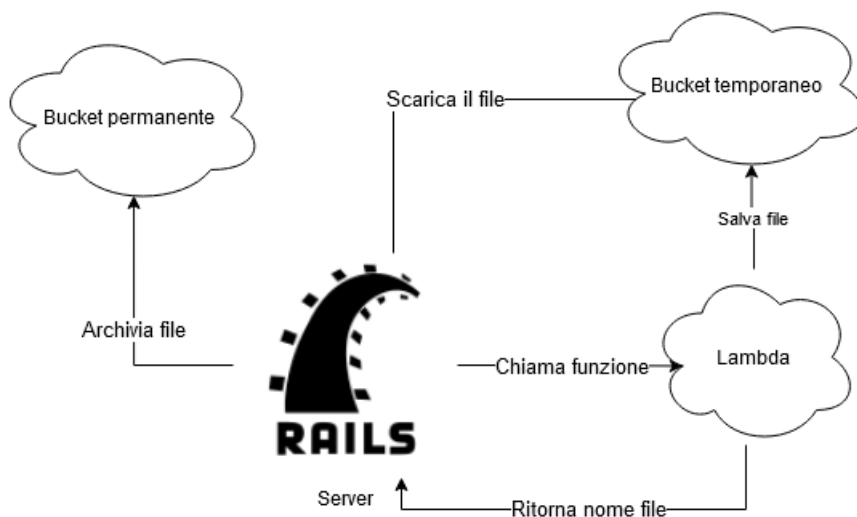 Bucket temporaneo
Bucket permanente
Scarica il file
Salva file
Archivia file
Chiama funzione
Lambda
RAILS
Server
Ritorna nome file